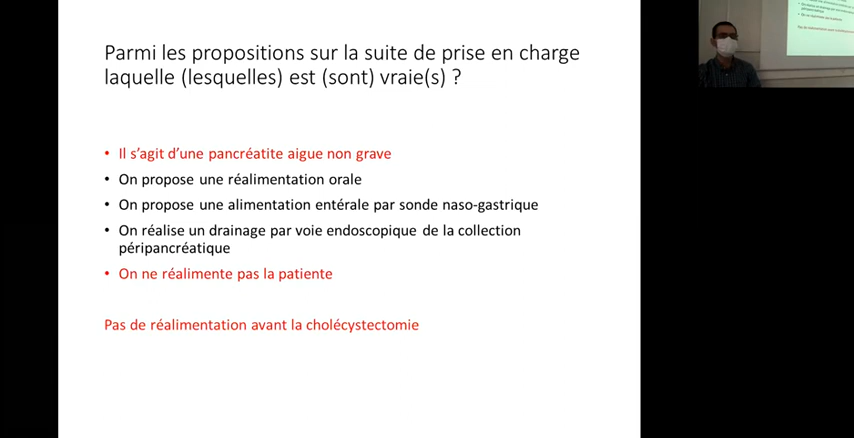 Parmi les propositions sur la suite de prise en charge
laquelle (lesquelles) est (sont) vraie(s) ?
• Il s’agit d’une pancréatite aigue non grave
• On propose une réalimentation orale
• On propose une alimentation entérale par sonde naso-gastrique
• On réalise un drainage par voie endoscopique de la collection
péripancréatique
• On ne réalimente pas la patiente
Pas de réalimentation avant la cholécystectomie